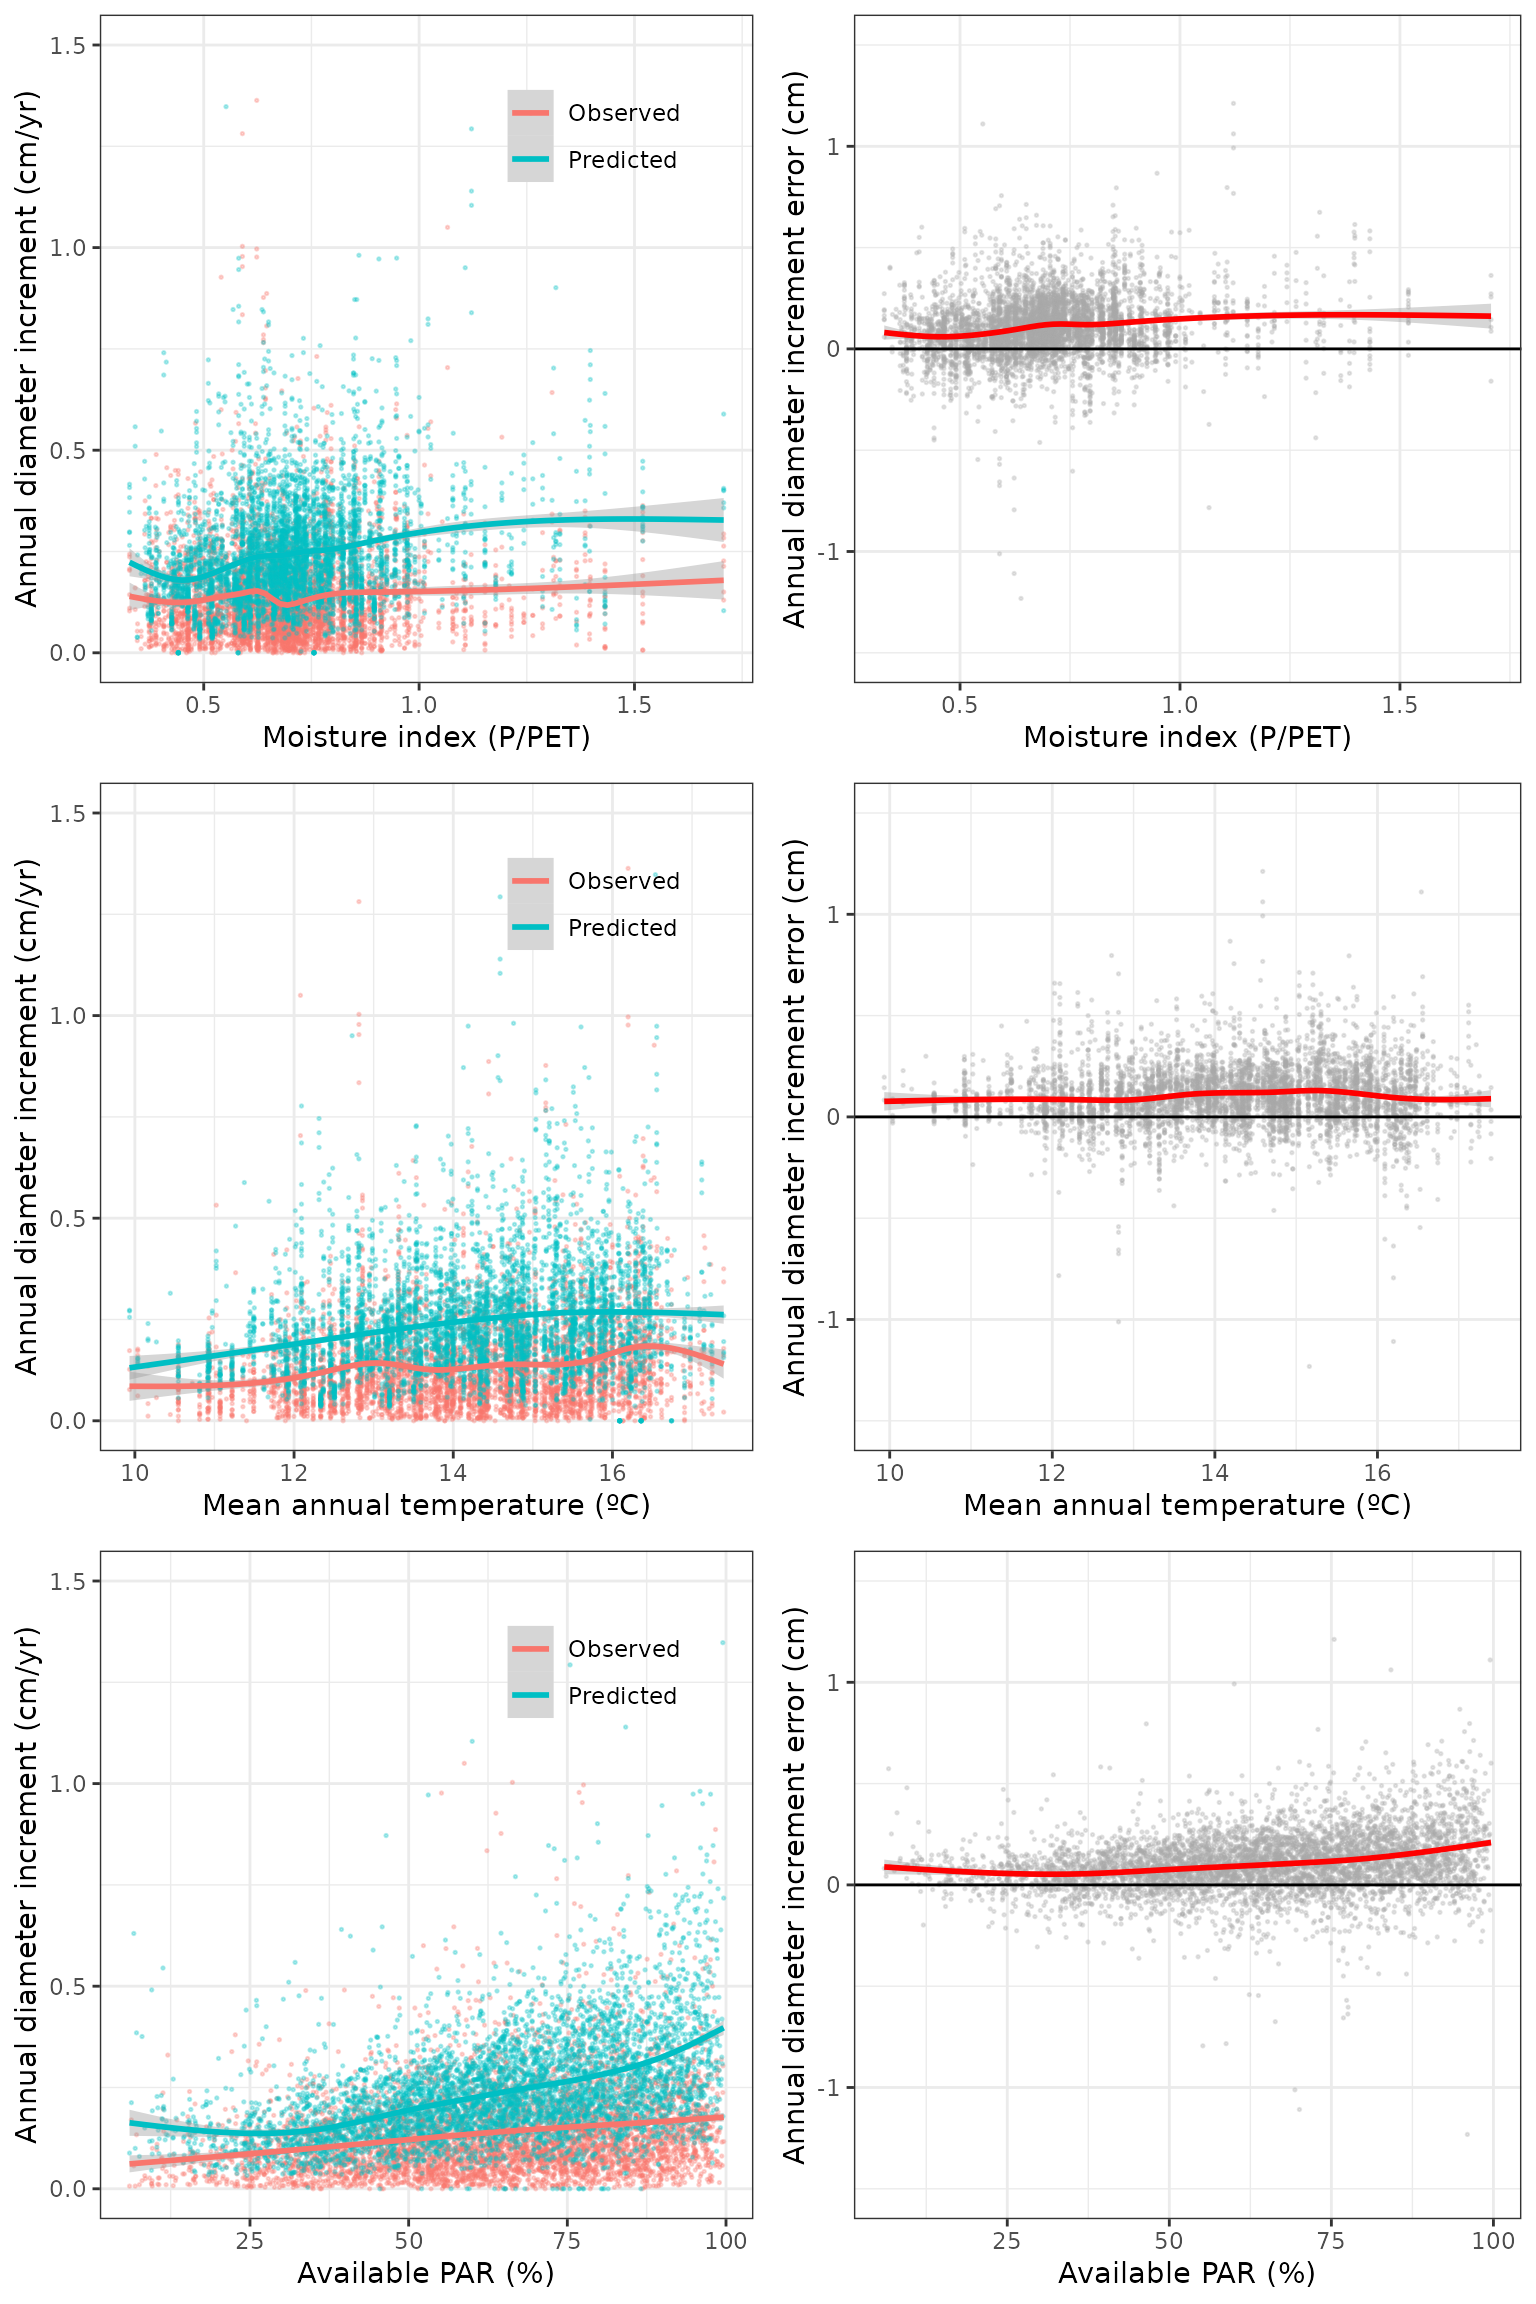 Annual diameter increment (cm/yr)
1.5
1.0
0.5
0.0
Observed
Predicted
0.5 1.0 1.5
Moisture index (P/PET)
Annual diameter increment error (cm)
1
0
-1
0.5 1.0 1.5
Moisture index (P/PET)
Annual diameter increment (cm/yr)
1.5
1.0
0.5
0.0
Observed
Predicted
10 12 14 16
Mean annual temperature (ºC)
Annual diameter increment error (cm)
1
0
-1
10 12 14 16
Mean annual temperature (ºC)
Annual diameter increment (cm/yr)
1.5
1.0
0.5
0.0
Observed
Predicted
25 50 75 100
Available PAR (%)
Annual diameter increment error (cm)
1
0
-1
25 50 75 100
Available PAR (%)